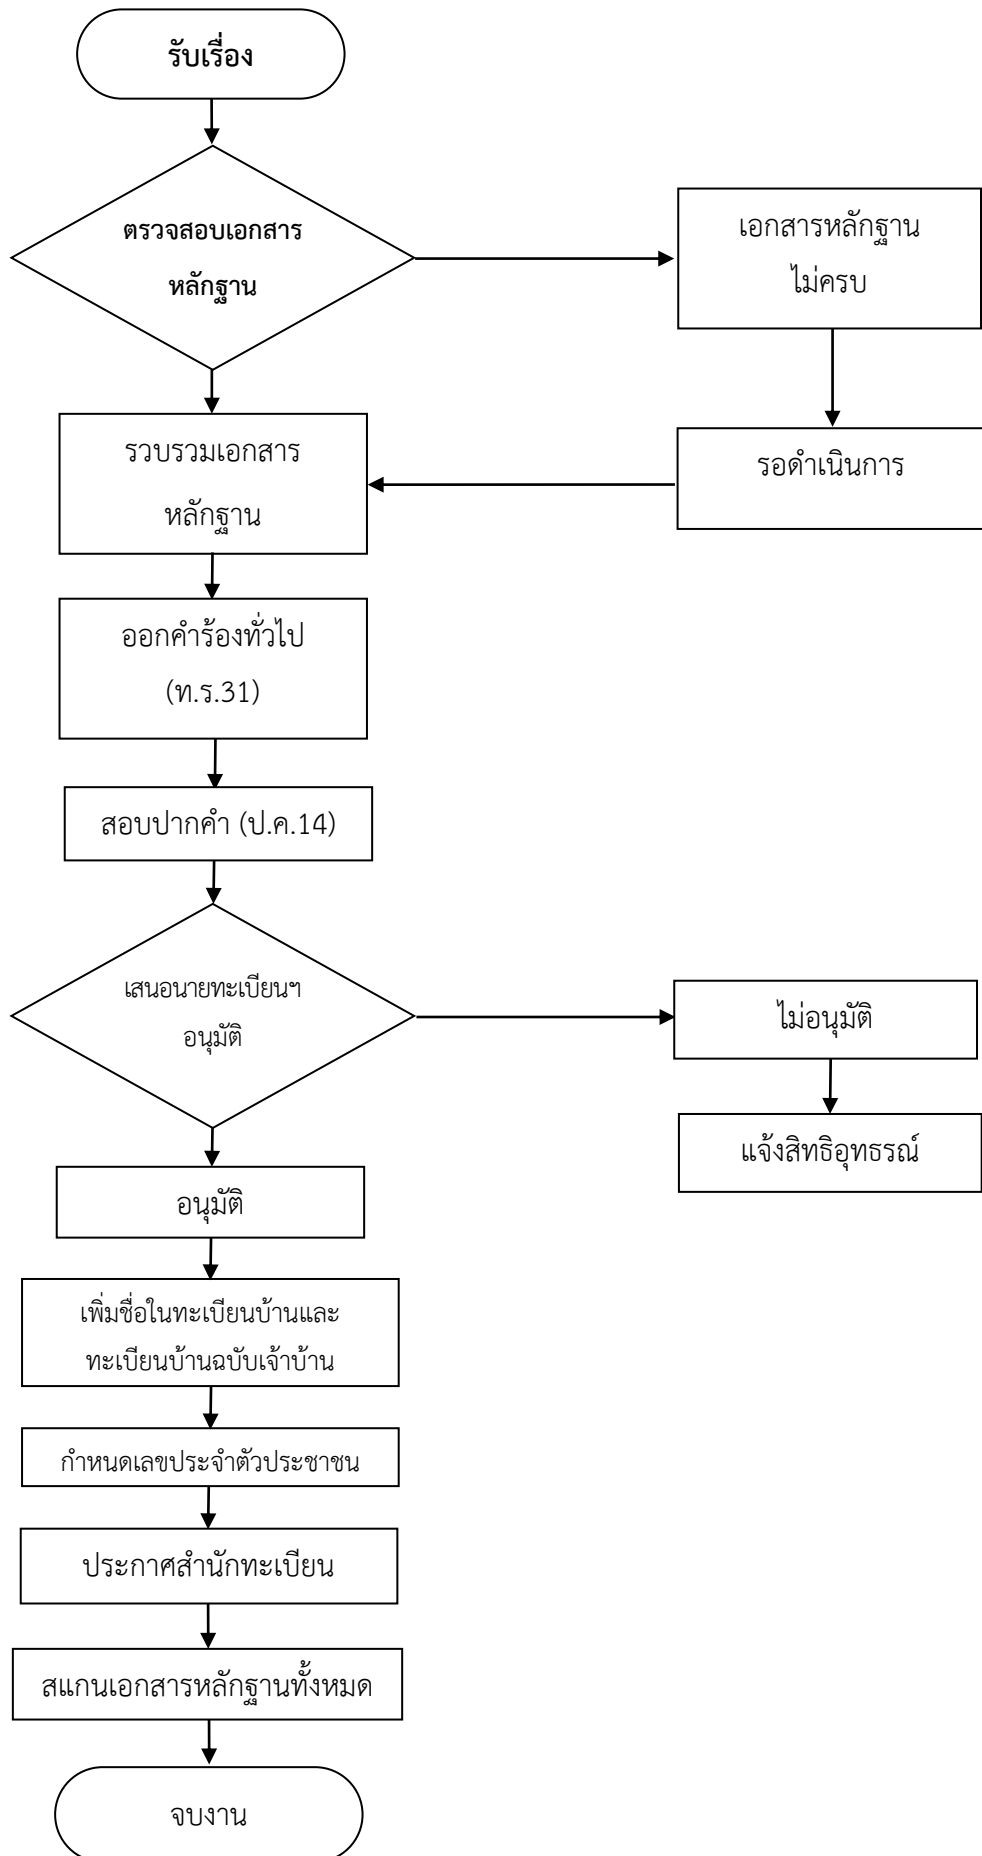 รับเรื่อง
ตรวจสอบเอกสาร
หลักฐาน
เอกสารหลักฐาน
ไม่ครบ
รวบรวมเอกสาร
หลักฐาน
รอดำเนินการ
ออกคำร้องทั่วไป
(ท.ร.31)
สอบปากคำ (ป.ค.14)
เสนอนายทะเบียนฯ
อนุมัติ
ไม่อนุมัติ
แจ้งสิทธิอุทธรณ์
อนุมัติ
เพิ่มชื่อในทะเบียนบ้านและ
ทะเบียนบ้านฉบับเจ้าบ้าน
กำหนดเลขประจำตัวประชาชน
ประกาศสำนักทะเบียน
สแกนเอกสารหลักฐานทั้งหมด
จบงาน